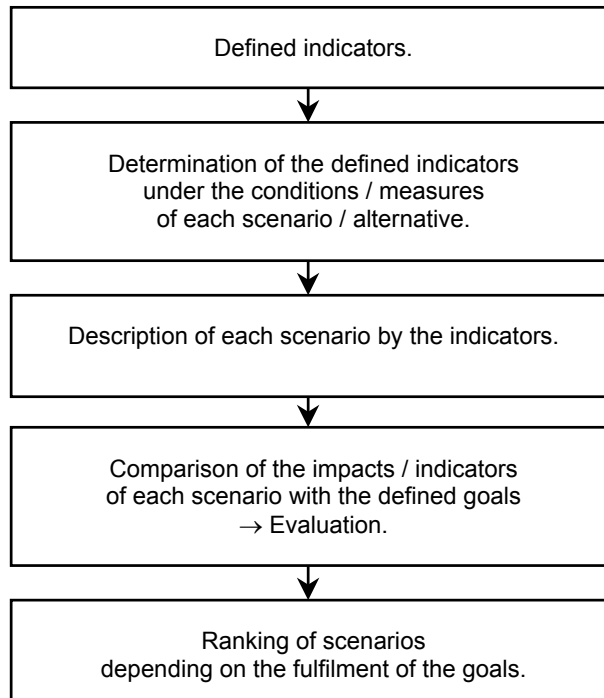 Defined indicators.
Determination of the defined indicators
under the conditions / measures
of each scenario / alternative.
Description of each scenario by the indicators.
Comparison of the impacts / indicators
of each scenario with the defined goals
→ Evaluation.
Ranking of scenarios
depending on the fulfilment of the goals.